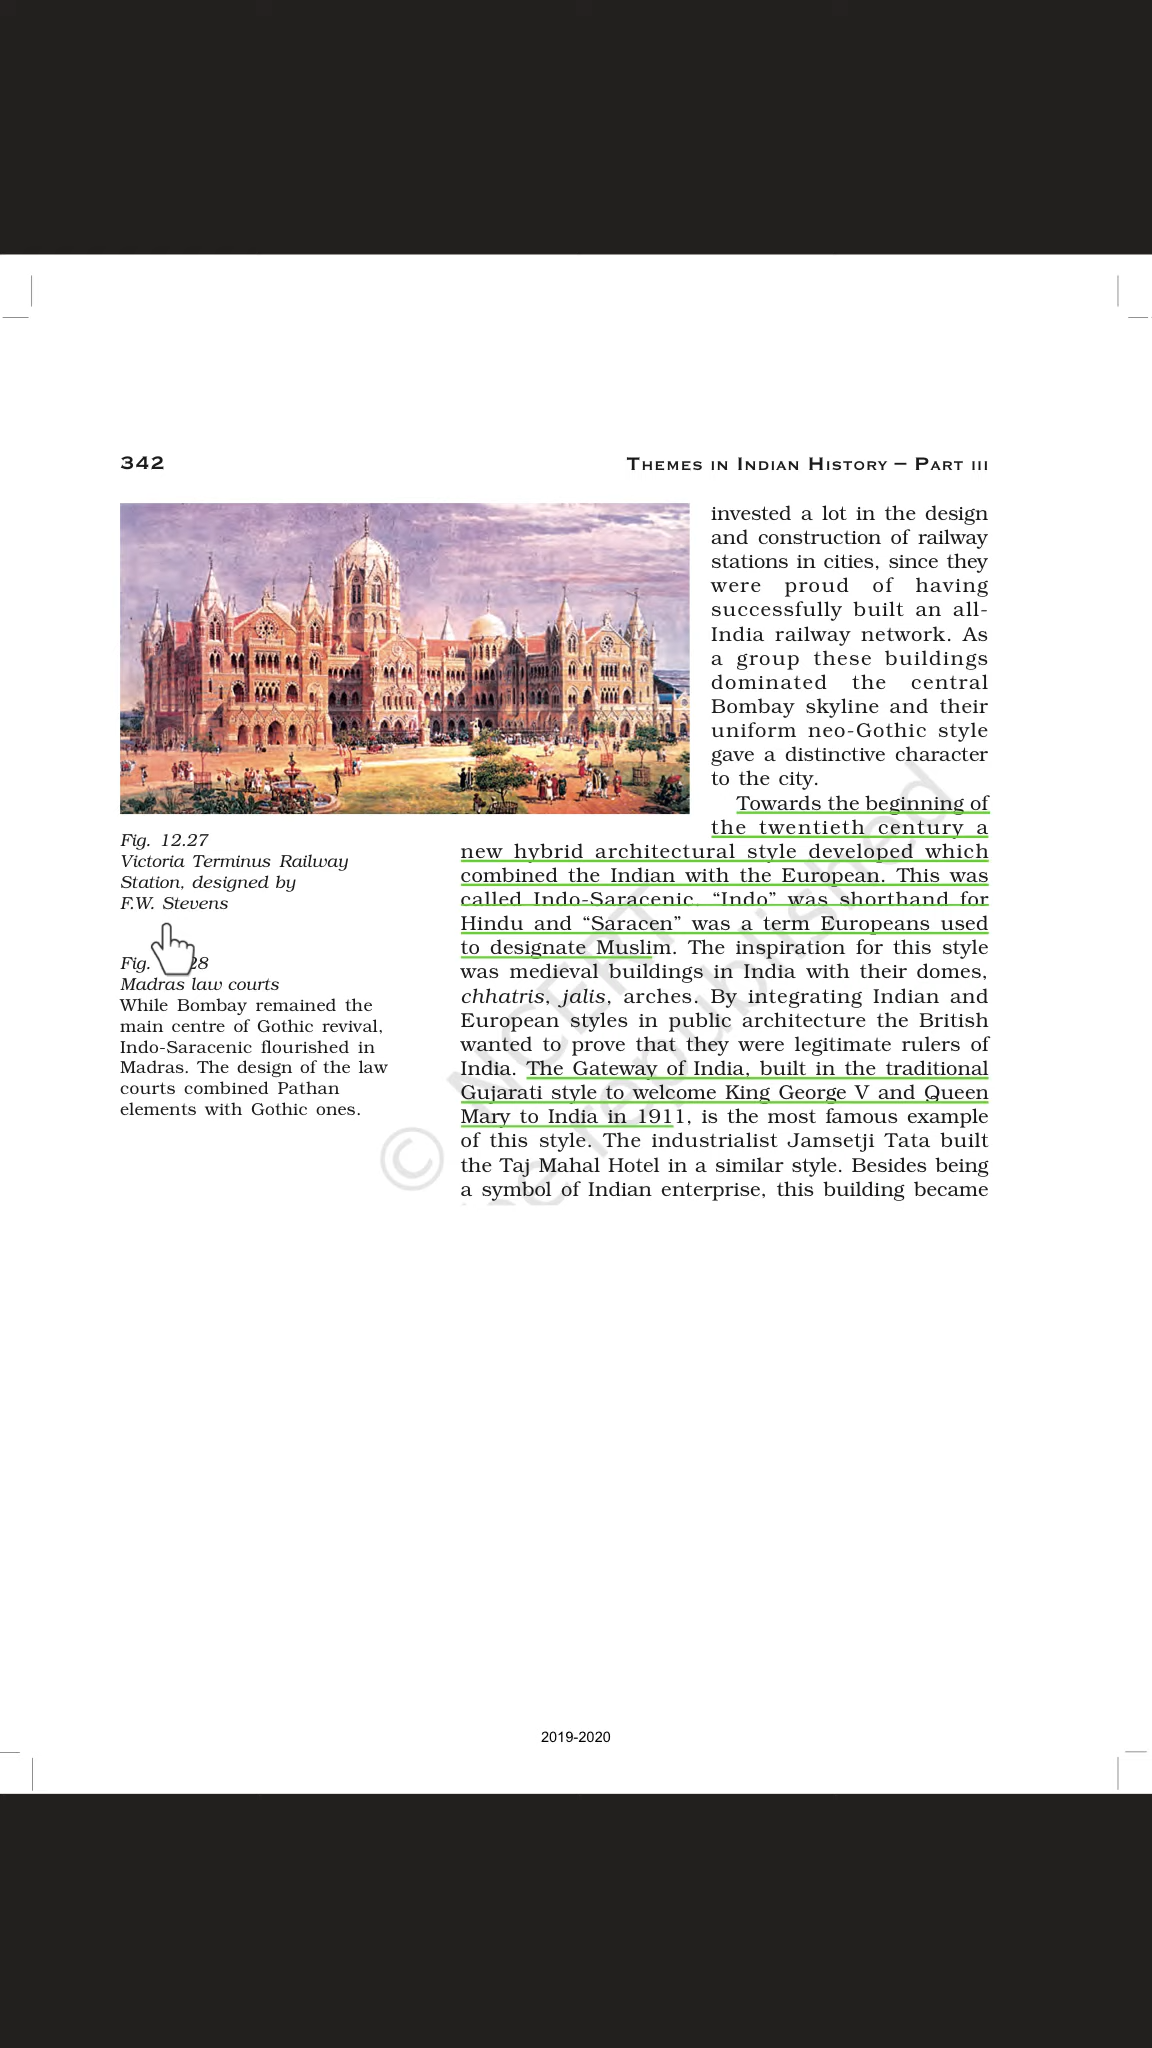 342
THEMES IN INDIAN HISTORY – PART III
invested a lot in the design
and construction of railway
stations in cities, since they
were proud of having
successfully built an all-
India railway network. As
a group these buildings
dominated the central
Bombay skyline and their
uniform neo-Gothic style
gave a distinctive character
to the city.
Towards the beginning of
the twentieth century a
new hybrid architectural style developed which
combined the Indian with the European. This was
called Indo-Saracenic. “Indo” was shorthand for
Hindu and “Saracen” was a term Europeans used
to designate Muslim. The inspiration for this style
was medieval buildings in India with their domes,
chhatris, jalis, arches. By integrating Indian and
European styles in public architecture the British
wanted to prove that they were legitimate rulers of
India. The Gateway of India, built in the traditional
Gujarati style to welcome King George V and Queen
Mary to India in 1911, is the most famous example
of this style. The industrialist Jamsetji Tata built
the Taj Mahal Hotel in a similar style. Besides being
a symbol of Indian enterprise, this building became
Fig. 12.27
Victoria Terminus Railway
Station, designed by
F.W. Stevens
Fig. 28
Madras law courts
While Bombay remained the
main centre of Gothic revival,
Indo-Saracenic flourished in
Madras. The design of the law
courts combined Pathan
elements with Gothic ones.
© NCERT
be republished
2019-2020